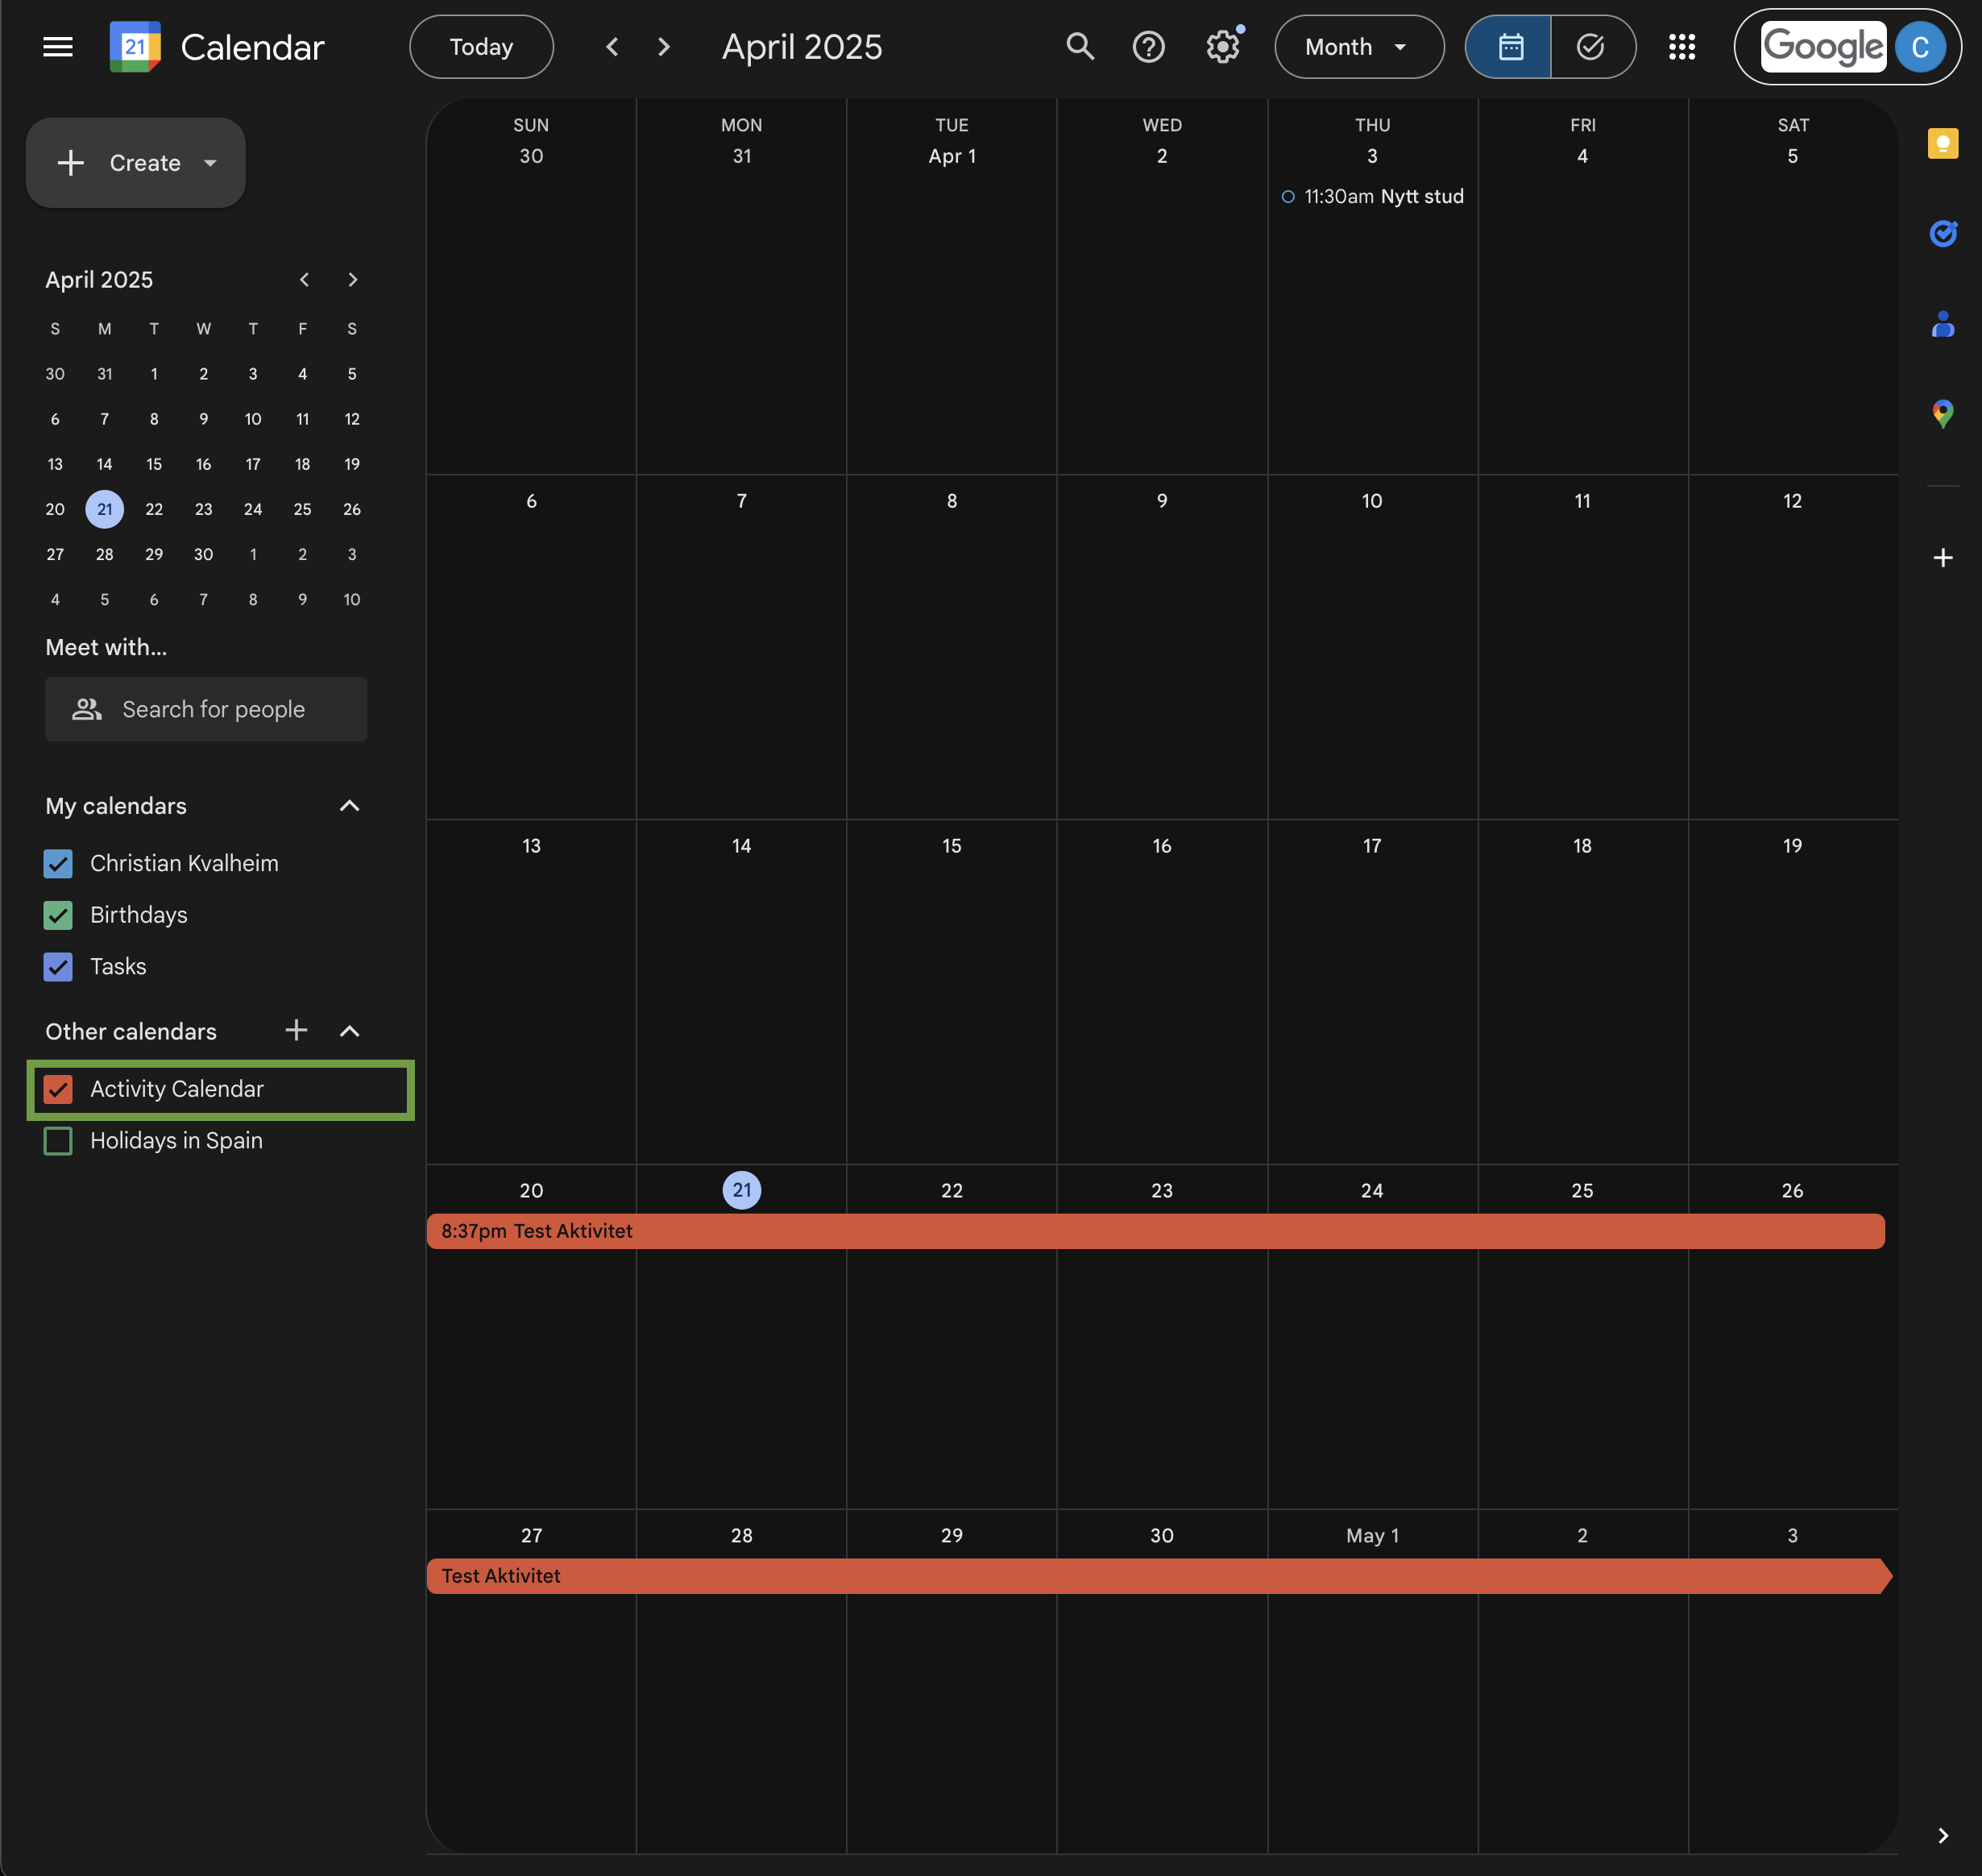 21 Calendar Today April 2025 Month Google C
Create
April 2025
S M T W T F S
30 31 1 2 3 4 5
6 7 8 9 10 11 12
13 14 15 16 17 18 19
20 21 22 23 24 25 26
27 28 29 30 1 2 3
4 5 6 7 8 9 10
Meet with...
Search for people
My calendars
Christian Kvalheim
Birthdays
Tasks
Other calendars
Activity Calendar
Holidays in Spain
SUN MON TUE WED THU FRI SAT
30 31 Apr 1 2 3 4 5
11:30am Nytt stud
6 7 8 9 10 11 12
13 14 15 16 17 18 19
20 21 22 23 24 25 26
8:37pm Test Aktivitet
27 28 29 30 May 1 2 3
Test Aktivitet